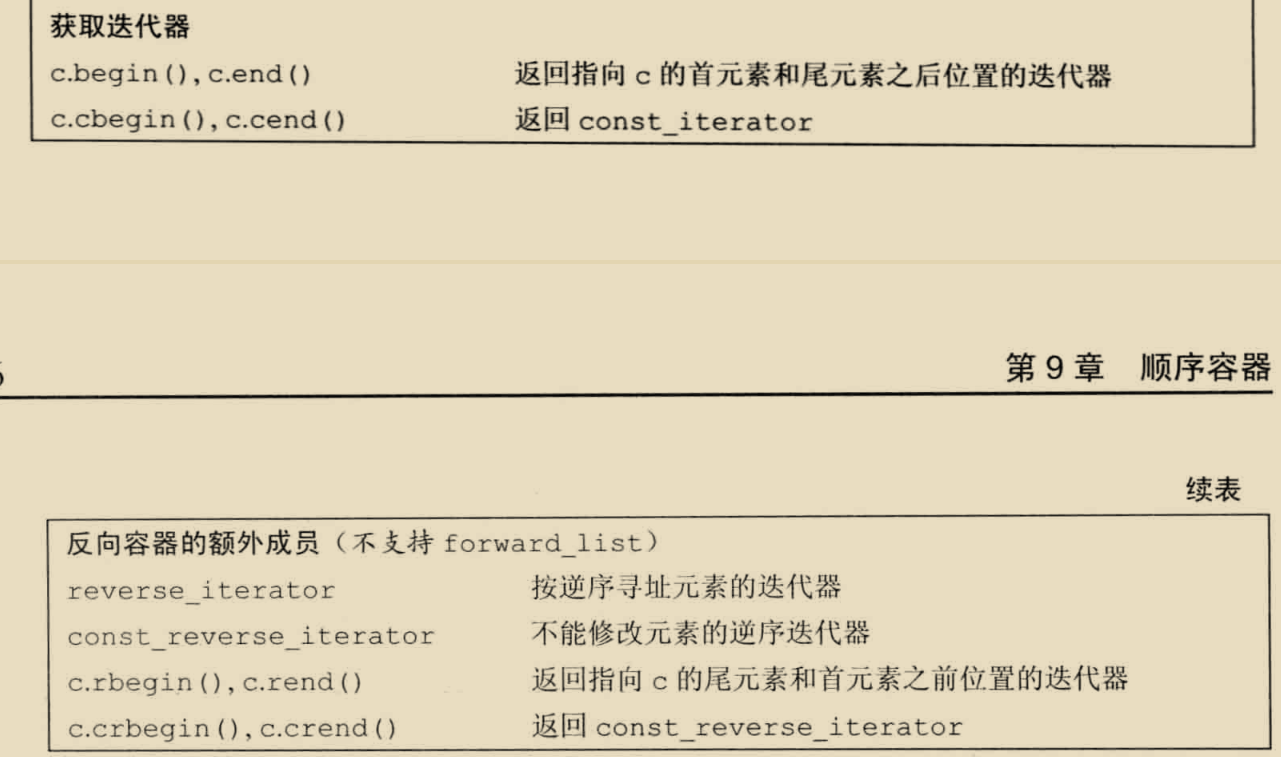 获取迭代器
c.begin(), c.end() 返回指向 c 的首元素和尾元素之后位置的迭代器
c.cbegin(), c.cend() 返回 const_iterator
第 9 章 顺序容器
续表
反向容器的额外成员（不支持 forward_list）
reverse_iterator 按逆序寻址元素的迭代器
const_reverse_iterator 不能修改元素的逆序迭代器
c.rbegin(), c.rend() 返回指向 c 的尾元素和首元素之前位置的迭代器
c.crbegin(), c.crend() 返回 const_reverse_iterator